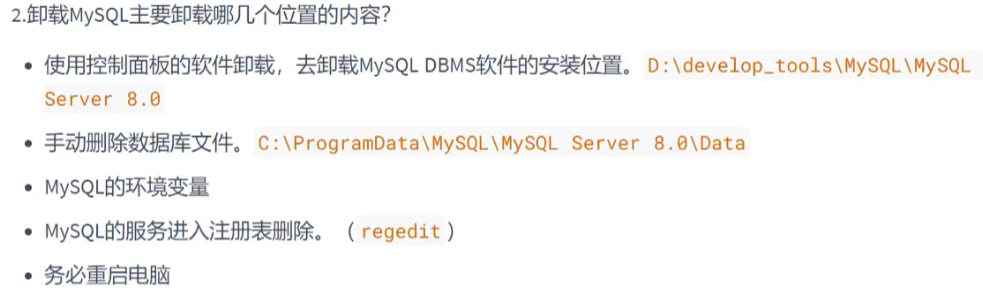 2.卸载MySQL主要卸载哪几个位置的内容？
使用控制面板的软件卸载，去卸载MySQL DBMS软件的安装位置。D:\develop_tools\MySQL\MySQL
Server 8.0
手动删除数据库文件。C:\ProgramData\MySQL\MySQL Server 8.0\Data
MySQL的环境变量
MySQL的服务进入注册表删除。（regedit）
务必重启电脑